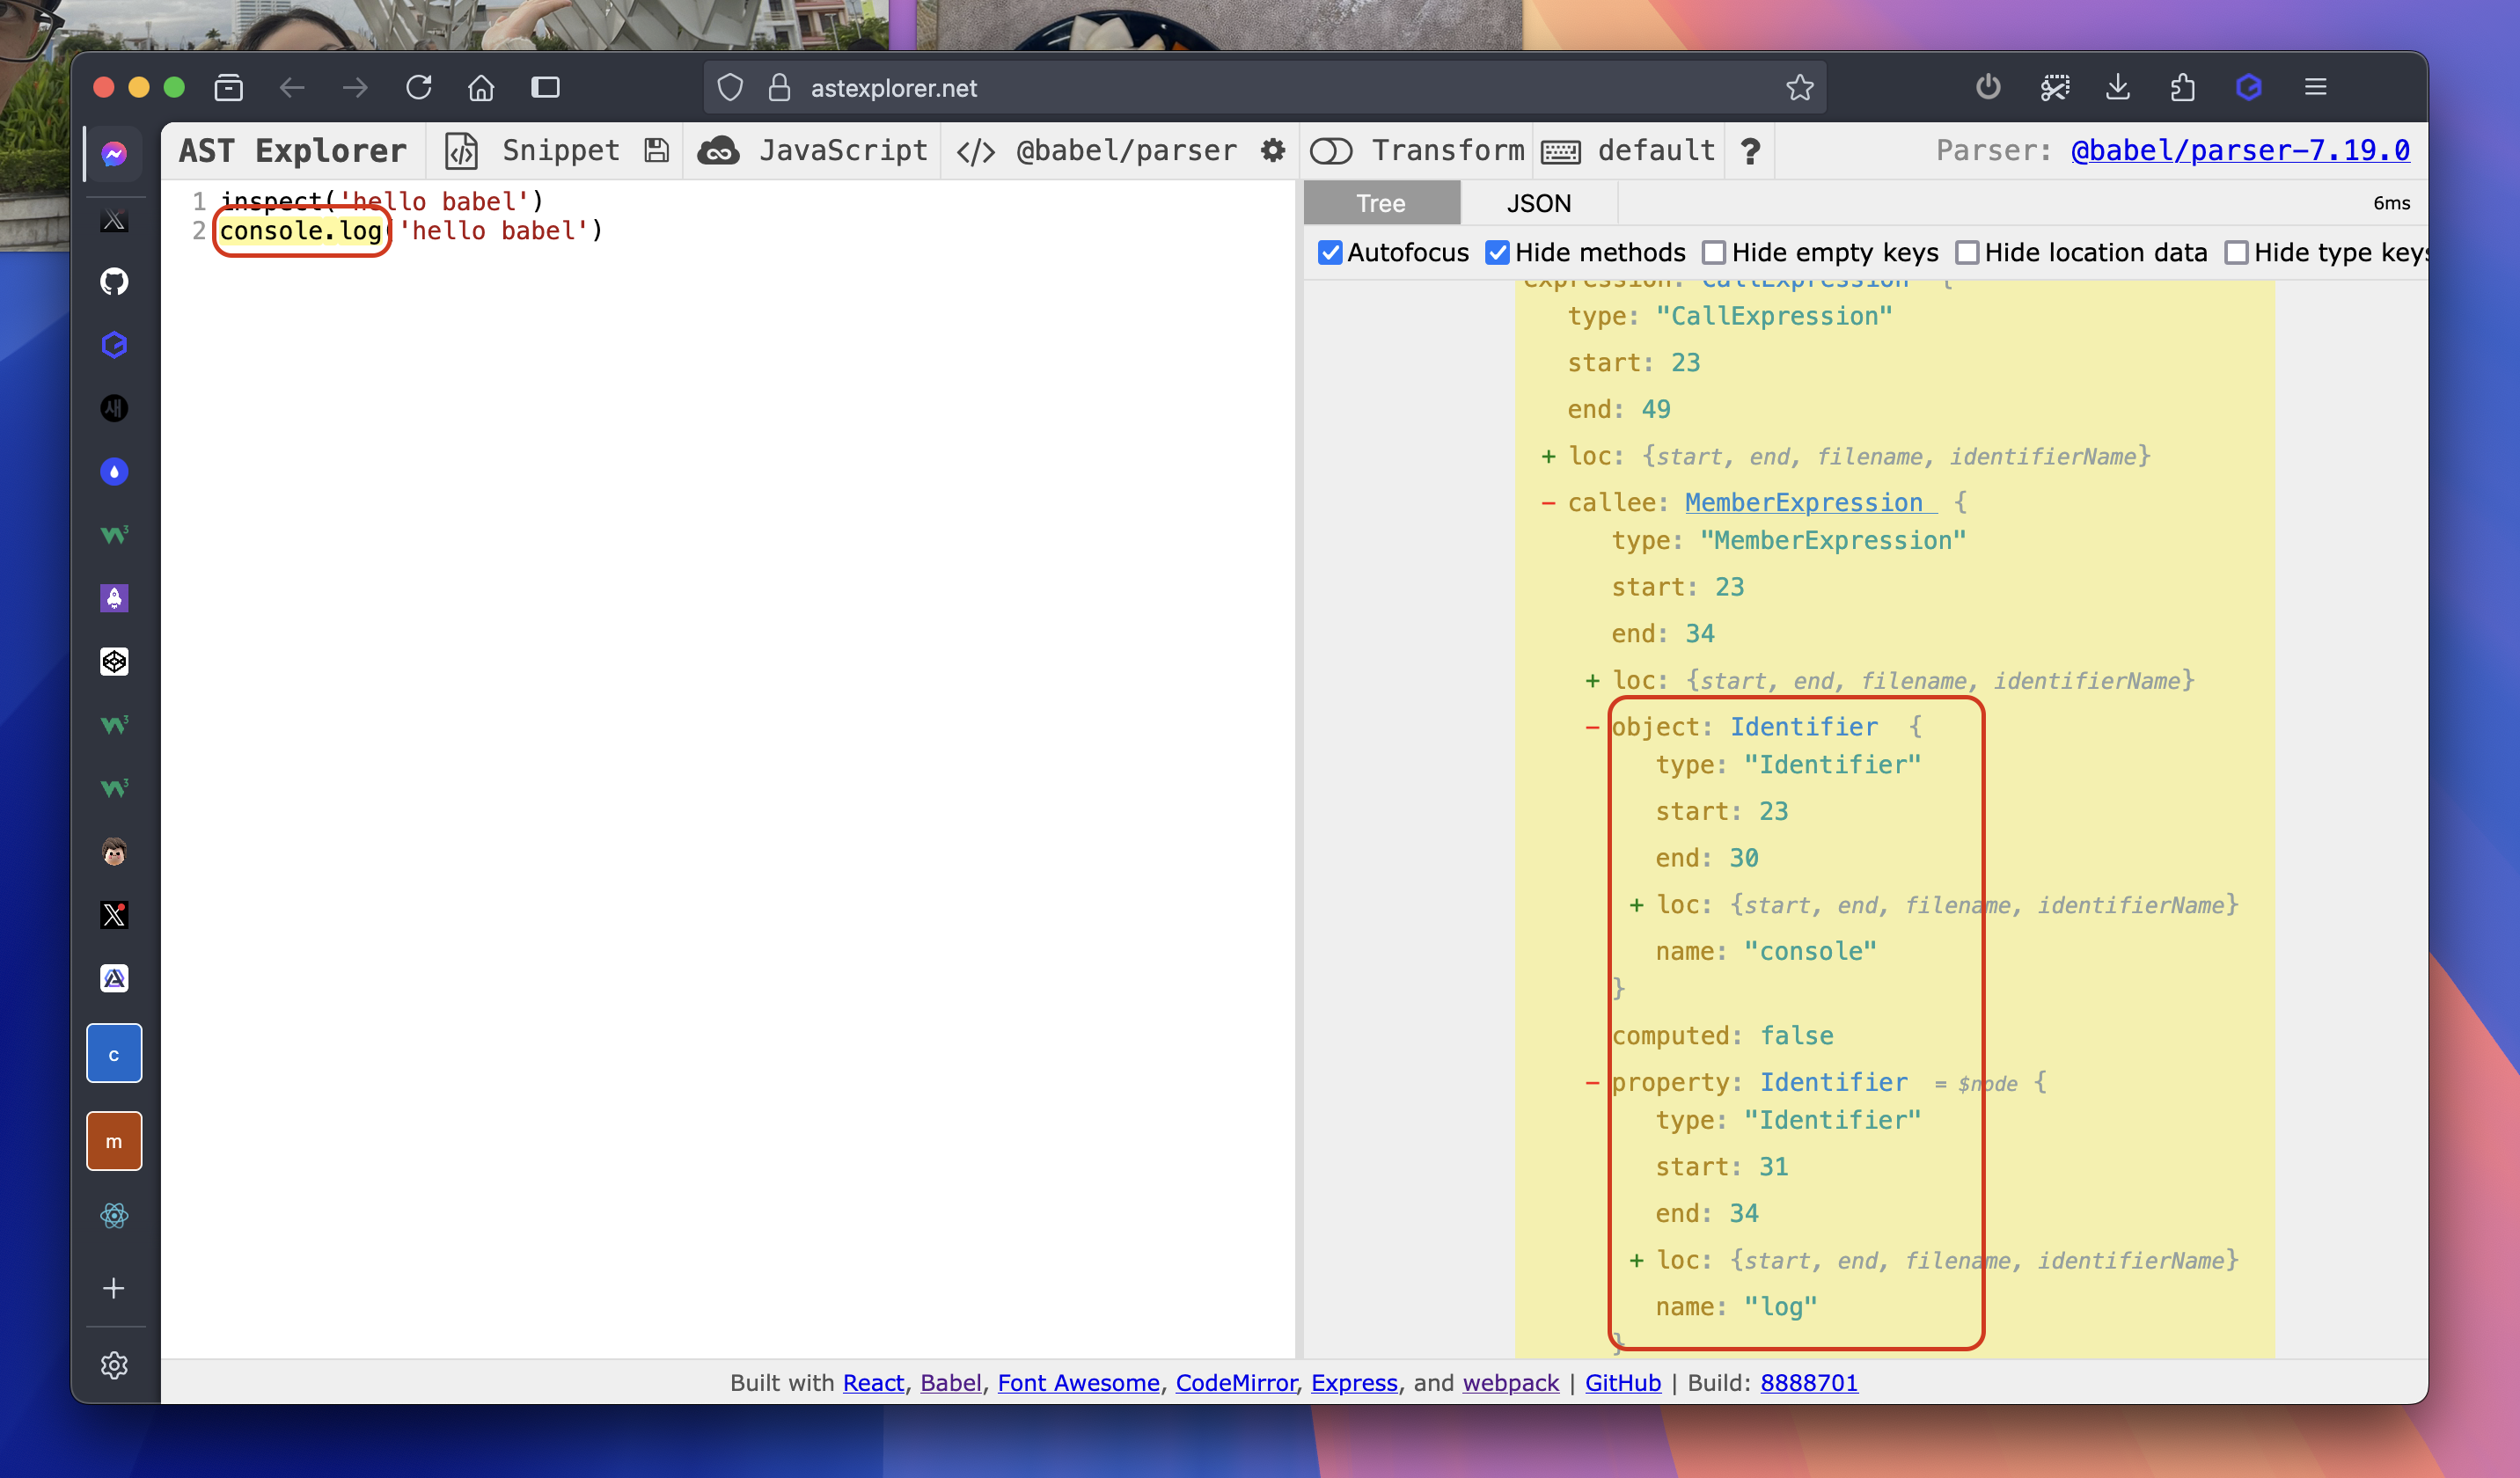 astexplorer.net
AST Explorer Snippet JavaScript </> @babel/parser Transform default ? Parser: @babel/parser-7.19.0
1 inspect('hello babel')
2 console.log('hello babel')
Tree JSON 6ms
Autofocus Hide methods Hide empty keys Hide location data Hide type keys
expression: CallExpression {
type: "CallExpression"
start: 23
end: 49
+ loc: {start, end, filename, identifierName}
- callee: MemberExpression {
type: "MemberExpression"
start: 23
end: 34
+ loc: {start, end, filename, identifierName}
- object: Identifier {
type: "Identifier"
start: 23
end: 30
+ loc: {start, end, filename, identifierName}
name: "console"
}
computed: false
- property: Identifier = $node {
type: "Identifier"
start: 31
end: 34
+ loc: {start, end, filename, identifierName}
name: "log"
}
새
c
m
Built with React, Babel, Font Awesome, CodeMirror, Express, and webpack | GitHub | Build: 8888701